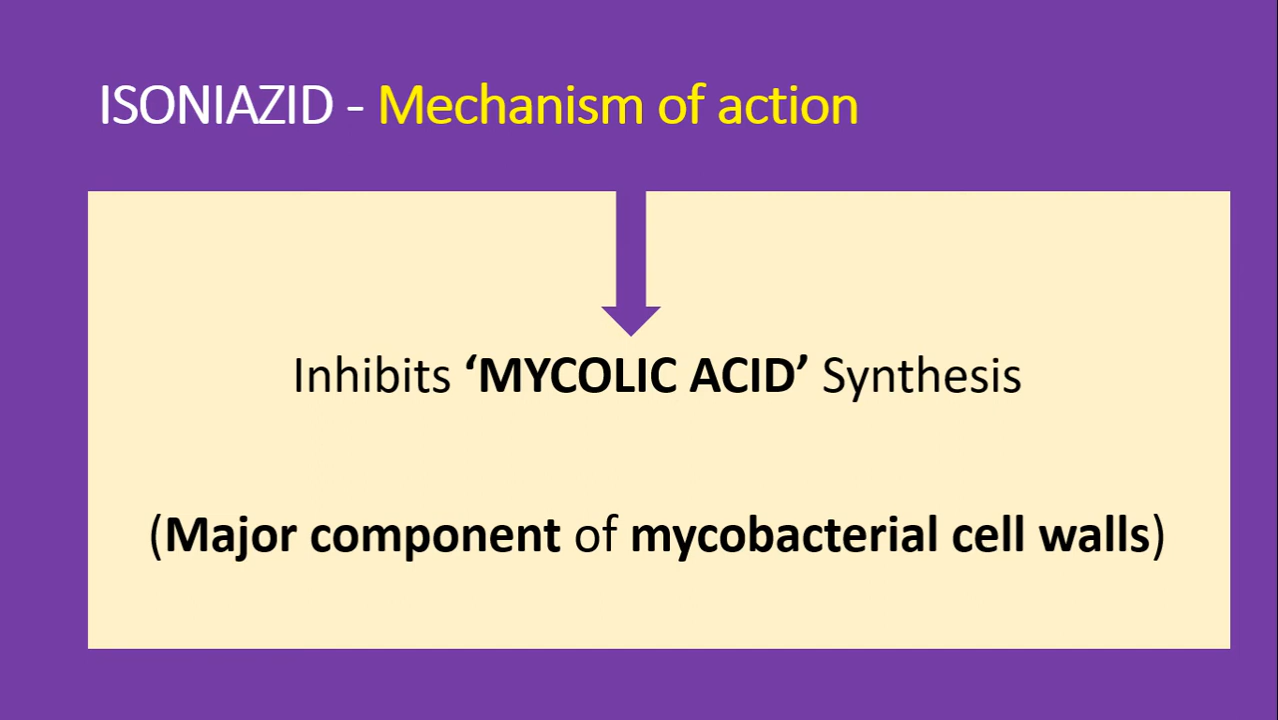 ISONIAZID - Mechanism of action
Inhibits ‘MYCOLIC ACID’ Synthesis
(Major component of mycobacterial cell walls)